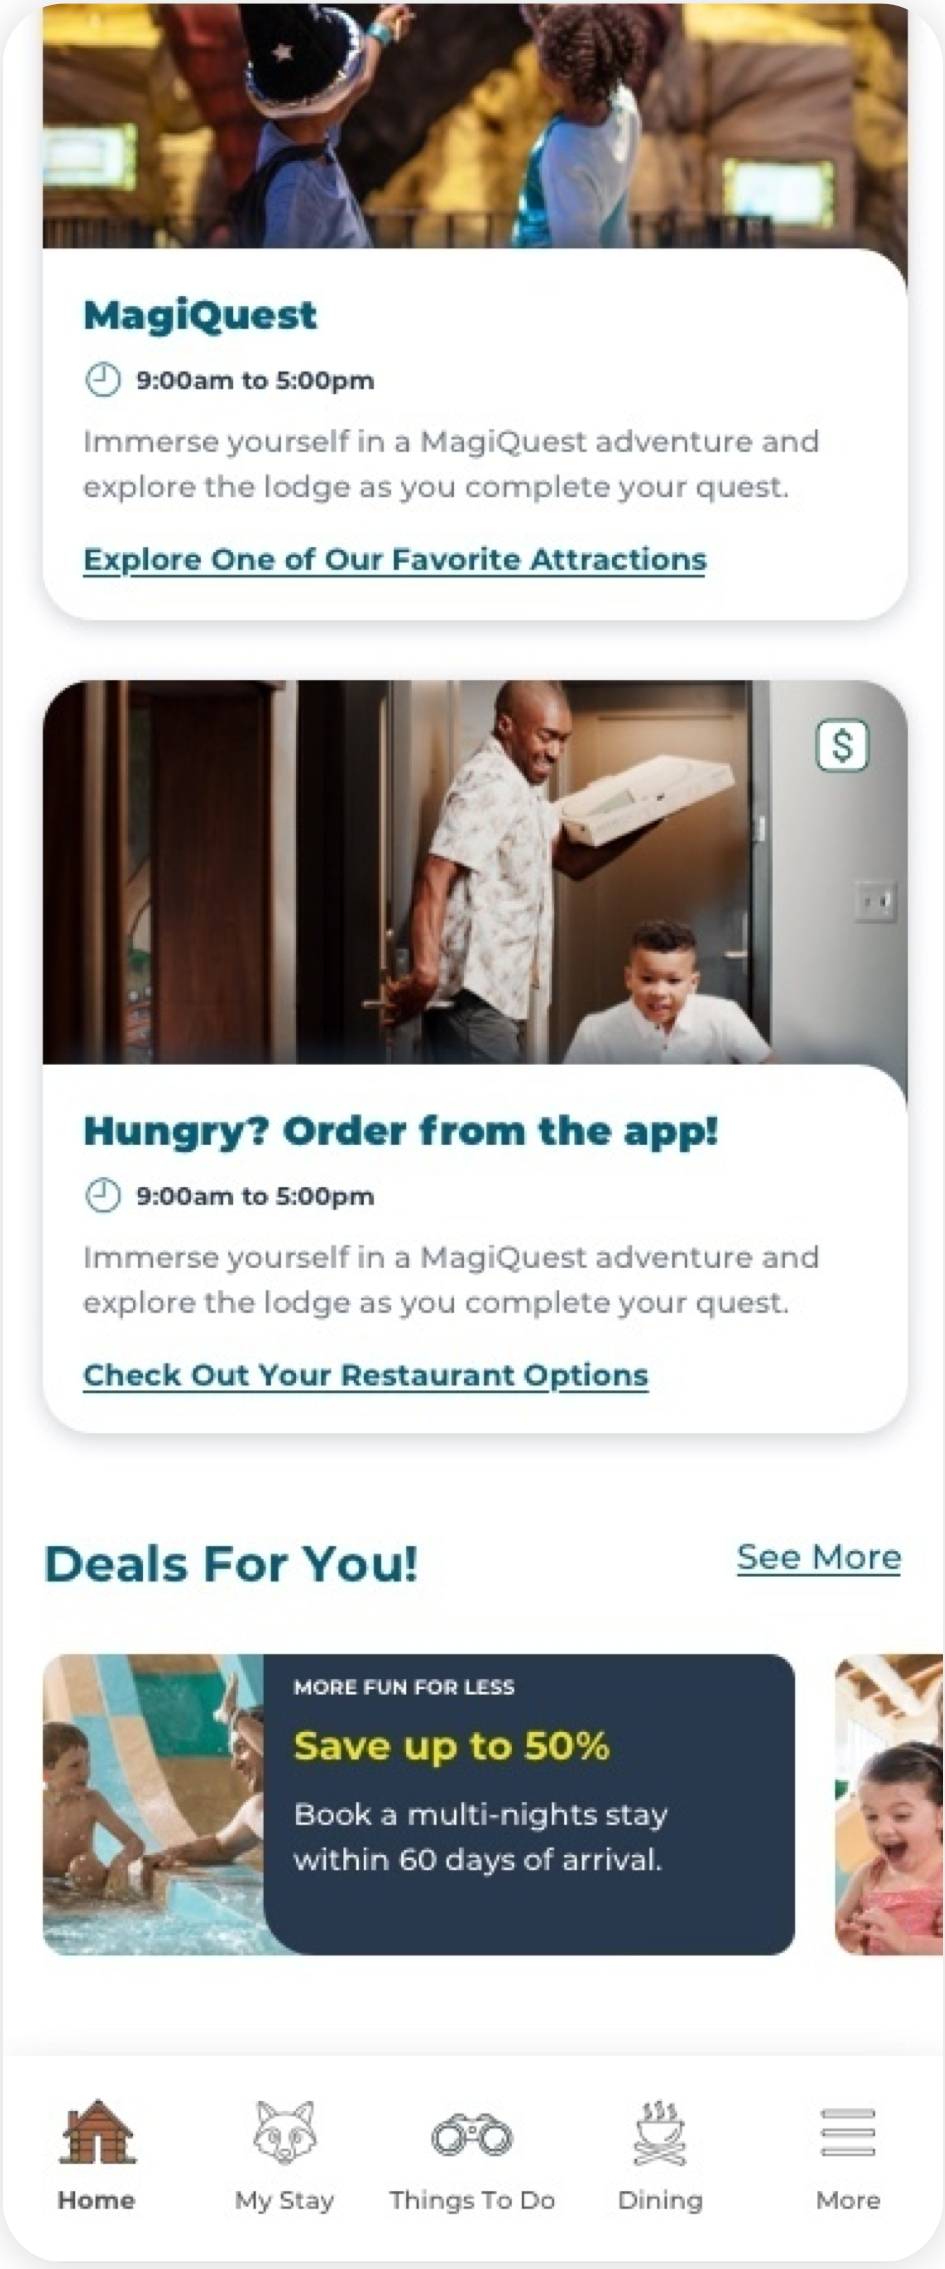 MagiQuest
9:00am to 5:00pm
Immerse yourself in a MagiQuest adventure and
explore the lodge as you complete your quest.
Explore One of Our Favorite Attractions
$
Hungry? Order from the app!
9:00am to 5:00pm
Immerse yourself in a MagiQuest adventure and
explore the lodge as you complete your quest.
Check Out Your Restaurant Options
Deals For You!
See More
MORE FUN FOR LESS
Save up to 50%
Book a multi-nights stay
within 60 days of arrival.
Home
My Stay
Things To Do
Dining
More